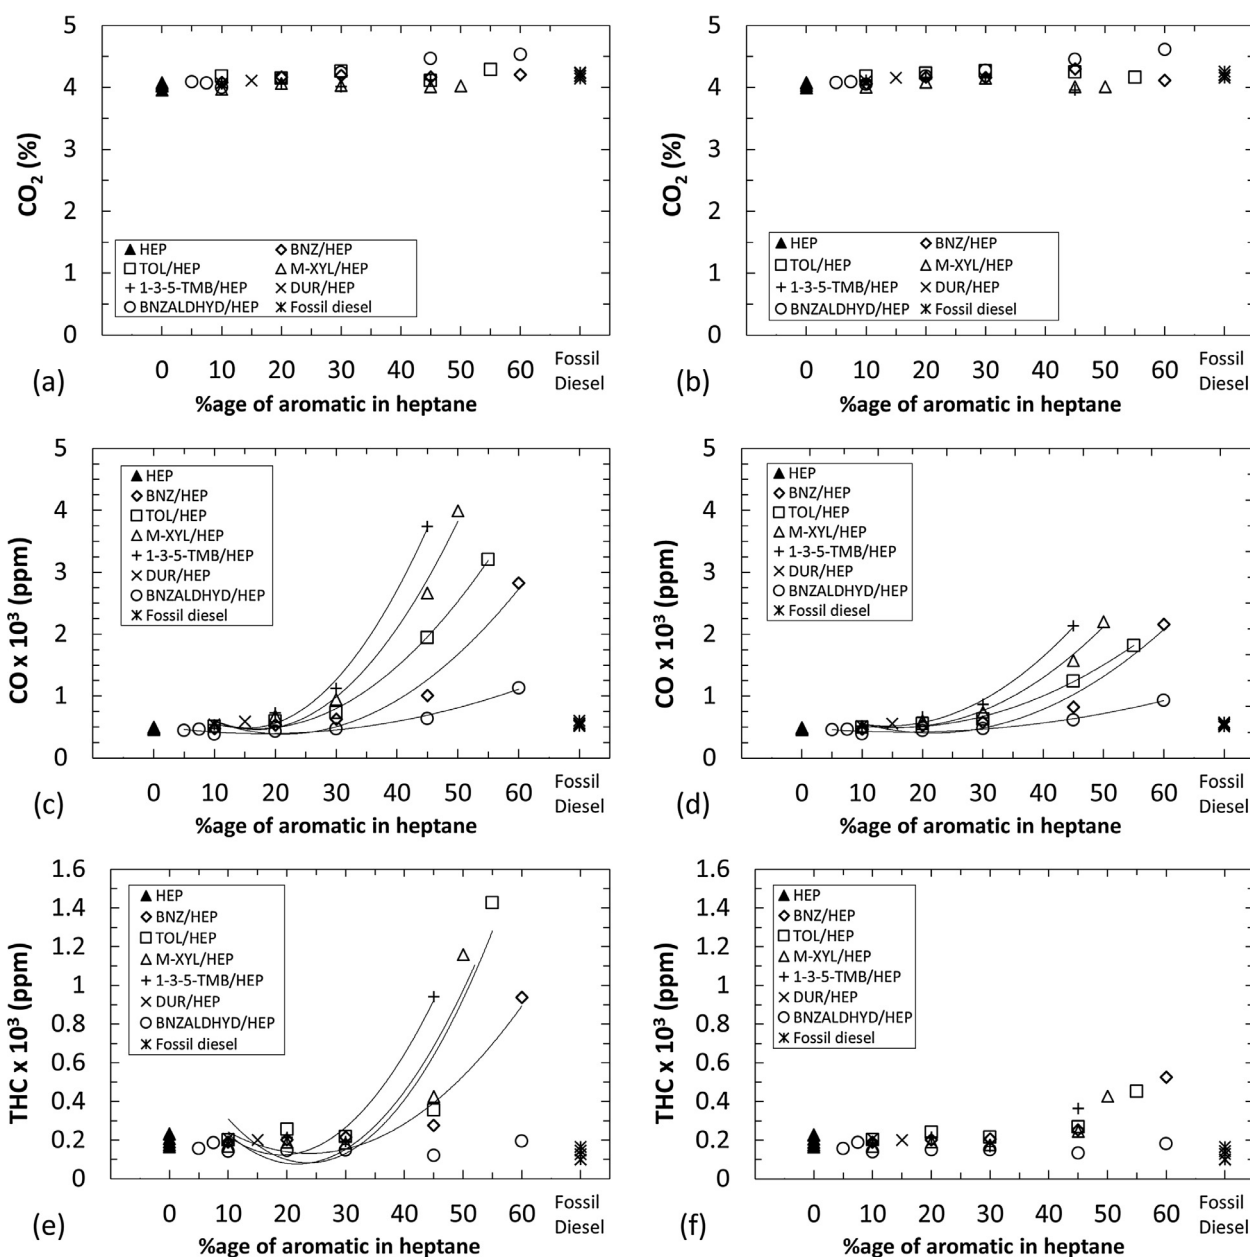 5
4
3
2
1
0
CO2 (%)
HEP BNZ/HEP
TOL/HEP M-XYL/HEP
1-3-5-TMB/HEP DUR/HEP
BNZALDHYD/HEP Fossil diesel
0 10 20 30 40 50 60 Fossil Diesel
%age of aromatic in heptane
(a)
5
4
3
2
1
0
CO2 (%)
HEP BNZ/HEP
TOL/HEP M-XYL/HEP
1-3-5-TMB/HEP DUR/HEP
BNZALDHYD/HEP Fossil diesel
0 10 20 30 40 50 60 Fossil Diesel
%age of aromatic in heptane
(b)
5
4
3
2
1
0
CO x 10³ (ppm)
HEP
BNZ/HEP
TOL/HEP
M-XYL/HEP
1-3-5-TMB/HEP
DUR/HEP
BNZALDHYD/HEP
Fossil diesel
0 10 20 30 40 50 60 Fossil Diesel
%age of aromatic in heptane
(c)
5
4
3
2
1
0
CO x 10³ (ppm)
HEP
BNZ/HEP
TOL/HEP
M-XYL/HEP
1-3-5-TMB/HEP
DUR/HEP
BNZALDHYD/HEP
Fossil diesel
0 10 20 30 40 50 60 Fossil Diesel
%age of aromatic in heptane
(d)
1.6
1.4
1.2
1
0.8
0.6
0.4
0.2
0
THC x 10³ (ppm)
HEP
BNZ/HEP
TOL/HEP
M-XYL/HEP
1-3-5-TMB/HEP
DUR/HEP
BNZALDHYD/HEP
Fossil diesel
0 10 20 30 40 50 60 Fossil Diesel
%age of aromatic in heptane
(e)
1.6
1.4
1.2
1
0.8
0.6
0.4
0.2
0
THC x 10³ (ppm)
HEP
BNZ/HEP
TOL/HEP
M-XYL/HEP
1-3-5-TMB/HEP
DUR/HEP
BNZALDHYD/HEP
Fossil diesel
0 10 20 30 40 50 60 Fossil Diesel
%age of aromatic in heptane
(f)